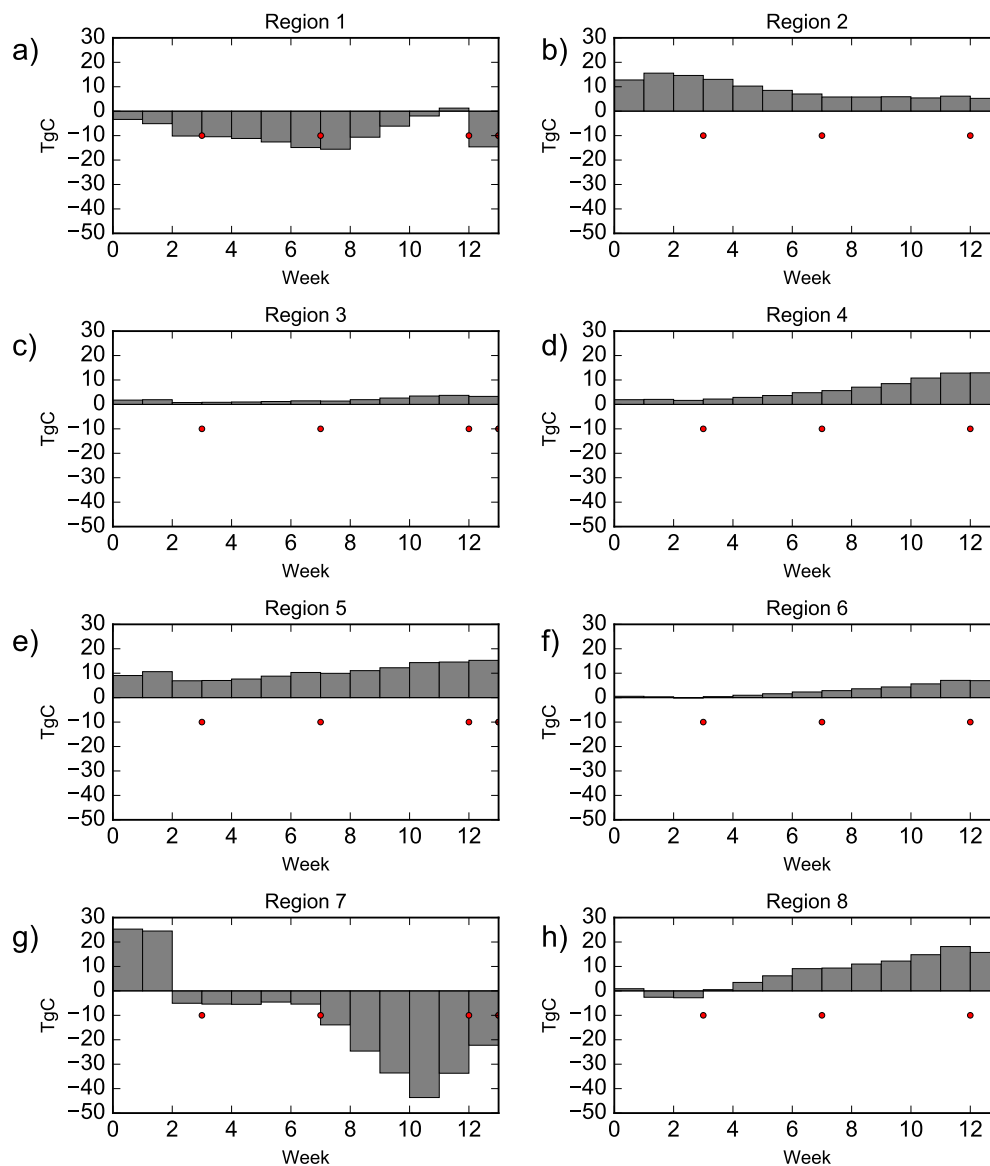 Region 1
a)
30
20
10
0
−10
−20
−30
−40
−50
TgC
0 2 4 6 8 10 12
Week
Region 2
b)
30
20
10
0
−10
−20
−30
−40
−50
TgC
0 2 4 6 8 10 12
Week
Region 3
c)
30
20
10
0
−10
−20
−30
−40
−50
TgC
0 2 4 6 8 10 12
Week
Region 4
d)
30
20
10
0
−10
−20
−30
−40
−50
TgC
0 2 4 6 8 10 12
Week
Region 5
e)
30
20
10
0
−10
−20
−30
−40
−50
TgC
0 2 4 6 8 10 12
Week
Region 6
f)
30
20
10
0
−10
−20
−30
−40
−50
TgC
0 2 4 6 8 10 12
Week
Region 7
g)
30
20
10
0
−10
−20
−30
−40
−50
TgC
0 2 4 6 8 10 12
Week
Region 8
h)
30
20
10
0
−10
−20
−30
−40
−50
TgC
0 2 4 6 8 10 12
Week